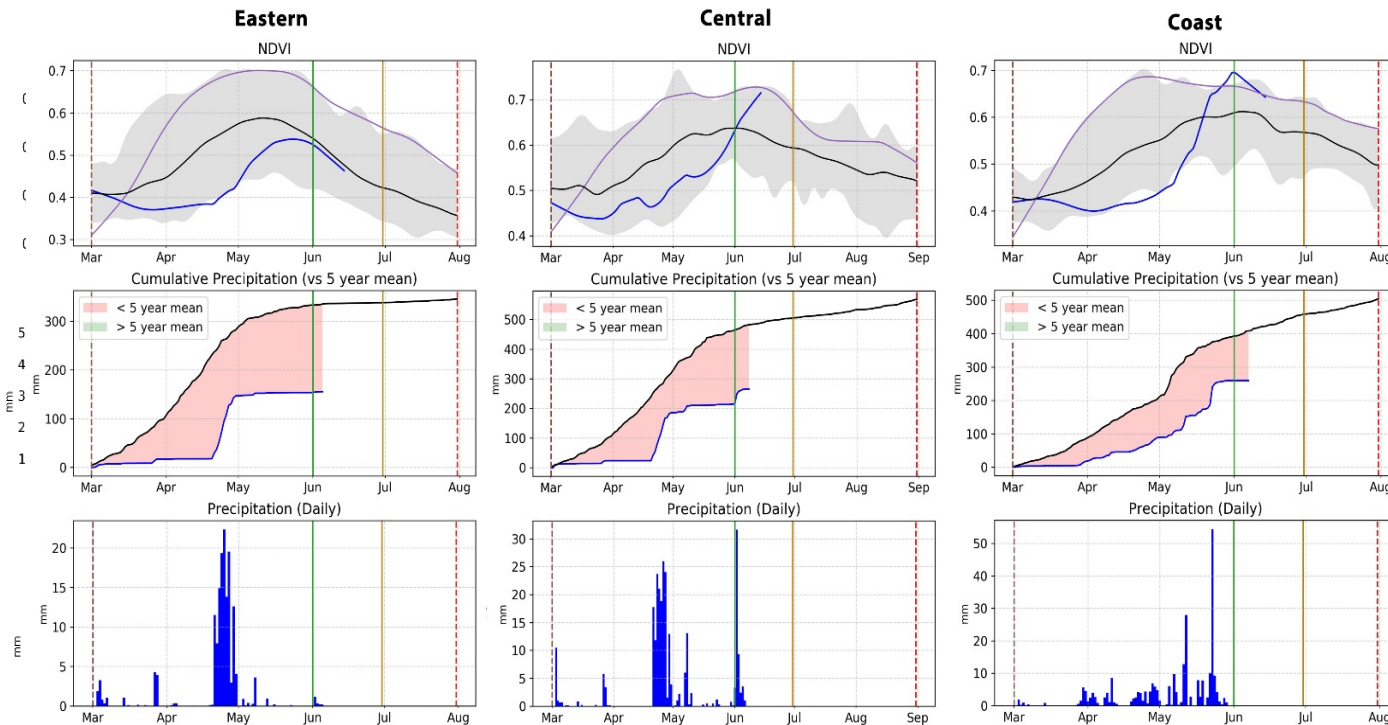 Eastern
Central
Coast
NDVI
NDVI
NDVI
0.7
0.6
0.5
0.4
0.3
0
0
0
0
Mar Apr May Jun Jul Aug
0.7
0.6
0.5
0.4
Mar Apr May Jun Jul Aug Sep
0.7
0.6
0.5
0.4
Mar Apr May Jun Jul Aug
Cumulative Precipitation (vs 5 year mean)
Cumulative Precipitation (vs 5 year mean)
Cumulative Precipitation (vs 5 year mean)
< 5 year mean
> 5 year mean
300
200
100
0
mm
5
4
3
2
1
mm
Mar Apr May Jun Jul Aug
< 5 year mean
> 5 year mean
500
400
300
200
100
0
mm
Mar Apr May Jun Jul Aug Sep
< 5 year mean
> 5 year mean
500
400
300
200
100
0
mm
Mar Apr May Jun Jul Aug
Precipitation (Daily)
Precipitation (Daily)
Precipitation (Daily)
20
15
10
5
0
mm
mm
Mar Apr May Jun Jul Aug
30
25
20
15
10
5
0
mm
Mar Apr May Jun Jul Aug Sep
50
40
30
20
10
0
mm
Mar Apr May Jun Jul Aug